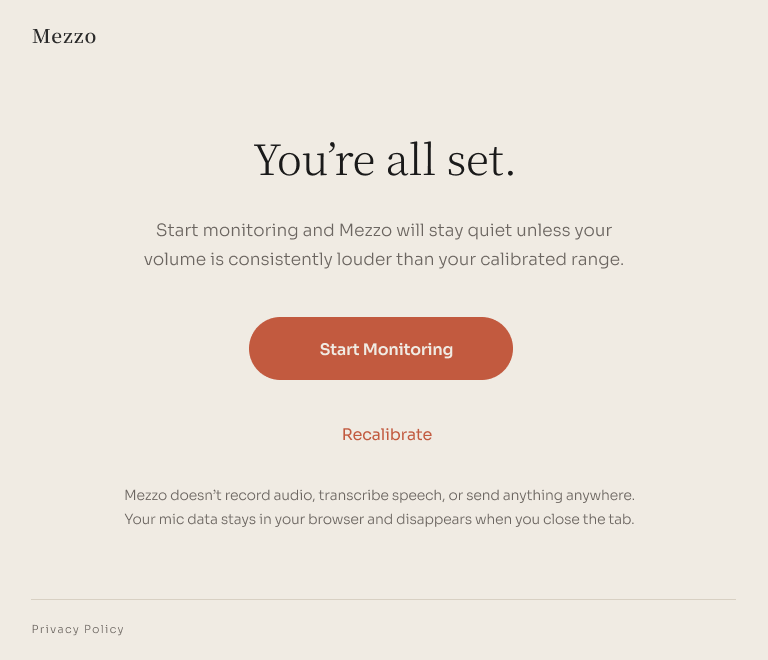 Mezzo
You’re all set.
Start monitoring and Mezzo will stay quiet unless your
volume is consistently louder than your calibrated range.
Start Monitoring
Recalibrate
Mezzo doesn’t record audio, transcribe speech, or send anything anywhere.
Your mic data stays in your browser and disappears when you close the tab.
Privacy Policy